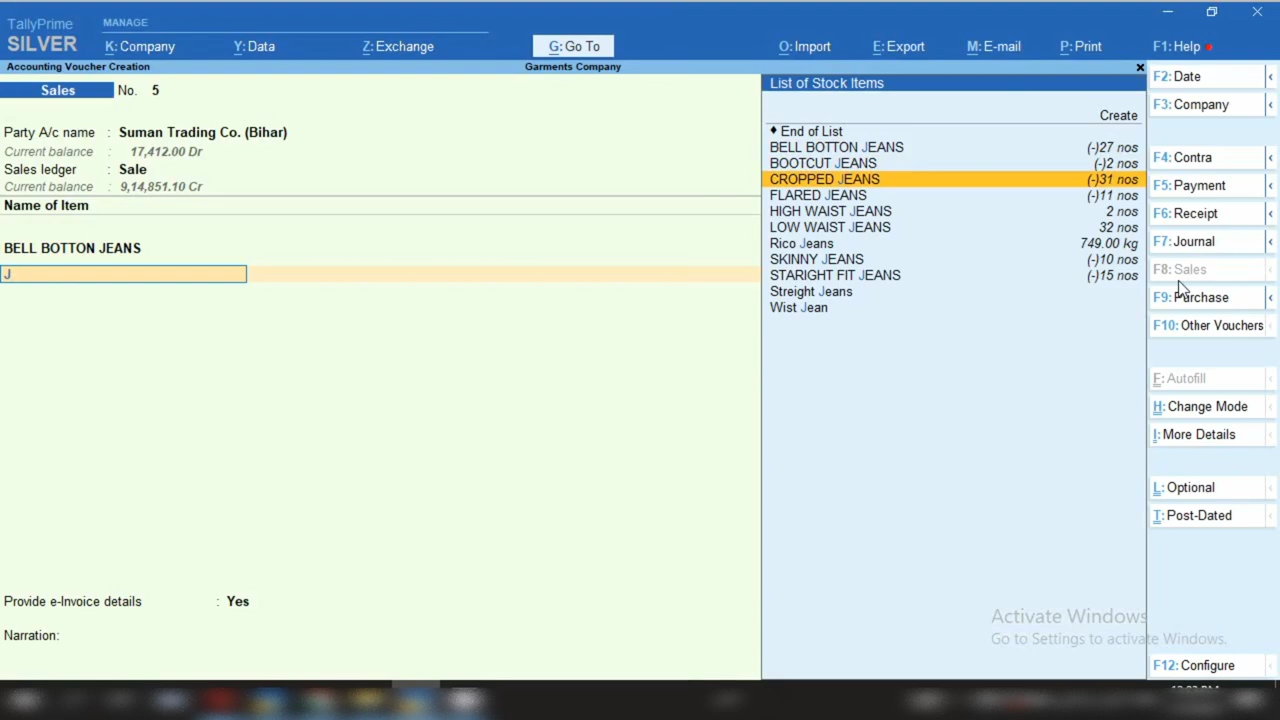 TallyPrime
SILVER
MANAGE
K: Company
Y: Data
Z: Exchange
G: Go To
O: Import
E: Export
M: E-mail
P: Print
F1: Help
Accounting Voucher Creation
Garments Company
Sales
No. 5
Party A/c name : Suman Trading Co. (Bihar)
Current balance : 17,412.00 Dr
Sales ledger : Sale
Current balance : 9,14,851.10 Cr
Name of Item
BELL BOTTON JEANS
J
Provide e-Invoice details : Yes
Narration:
List of Stock Items
Create
♦ End of List
BELL BOTTON JEANS (-)27 nos
BOOTCUT JEANS (-)2 nos
CROPPED JEANS (-)31 nos
FLARED JEANS (-)11 nos
HIGH WAIST JEANS 2 nos
LOW WAIST JEANS 32 nos
Rico Jeans 749.00 kg
SKINNY JEANS (-)10 nos
STARIGHT FIT JEANS (-)15 nos
Streight Jeans
Wist Jean
F2: Date
F3: Company
F4: Contra
F5: Payment
F6: Receipt
F7: Journal
F8: Sales
F9: Purchase
F10: Other Vouchers
F: Autofill
H: Change Mode
I: More Details
L: Optional
T: Post-Dated
Activate Windows
Go to Settings to activate Windows.
F12: Configure